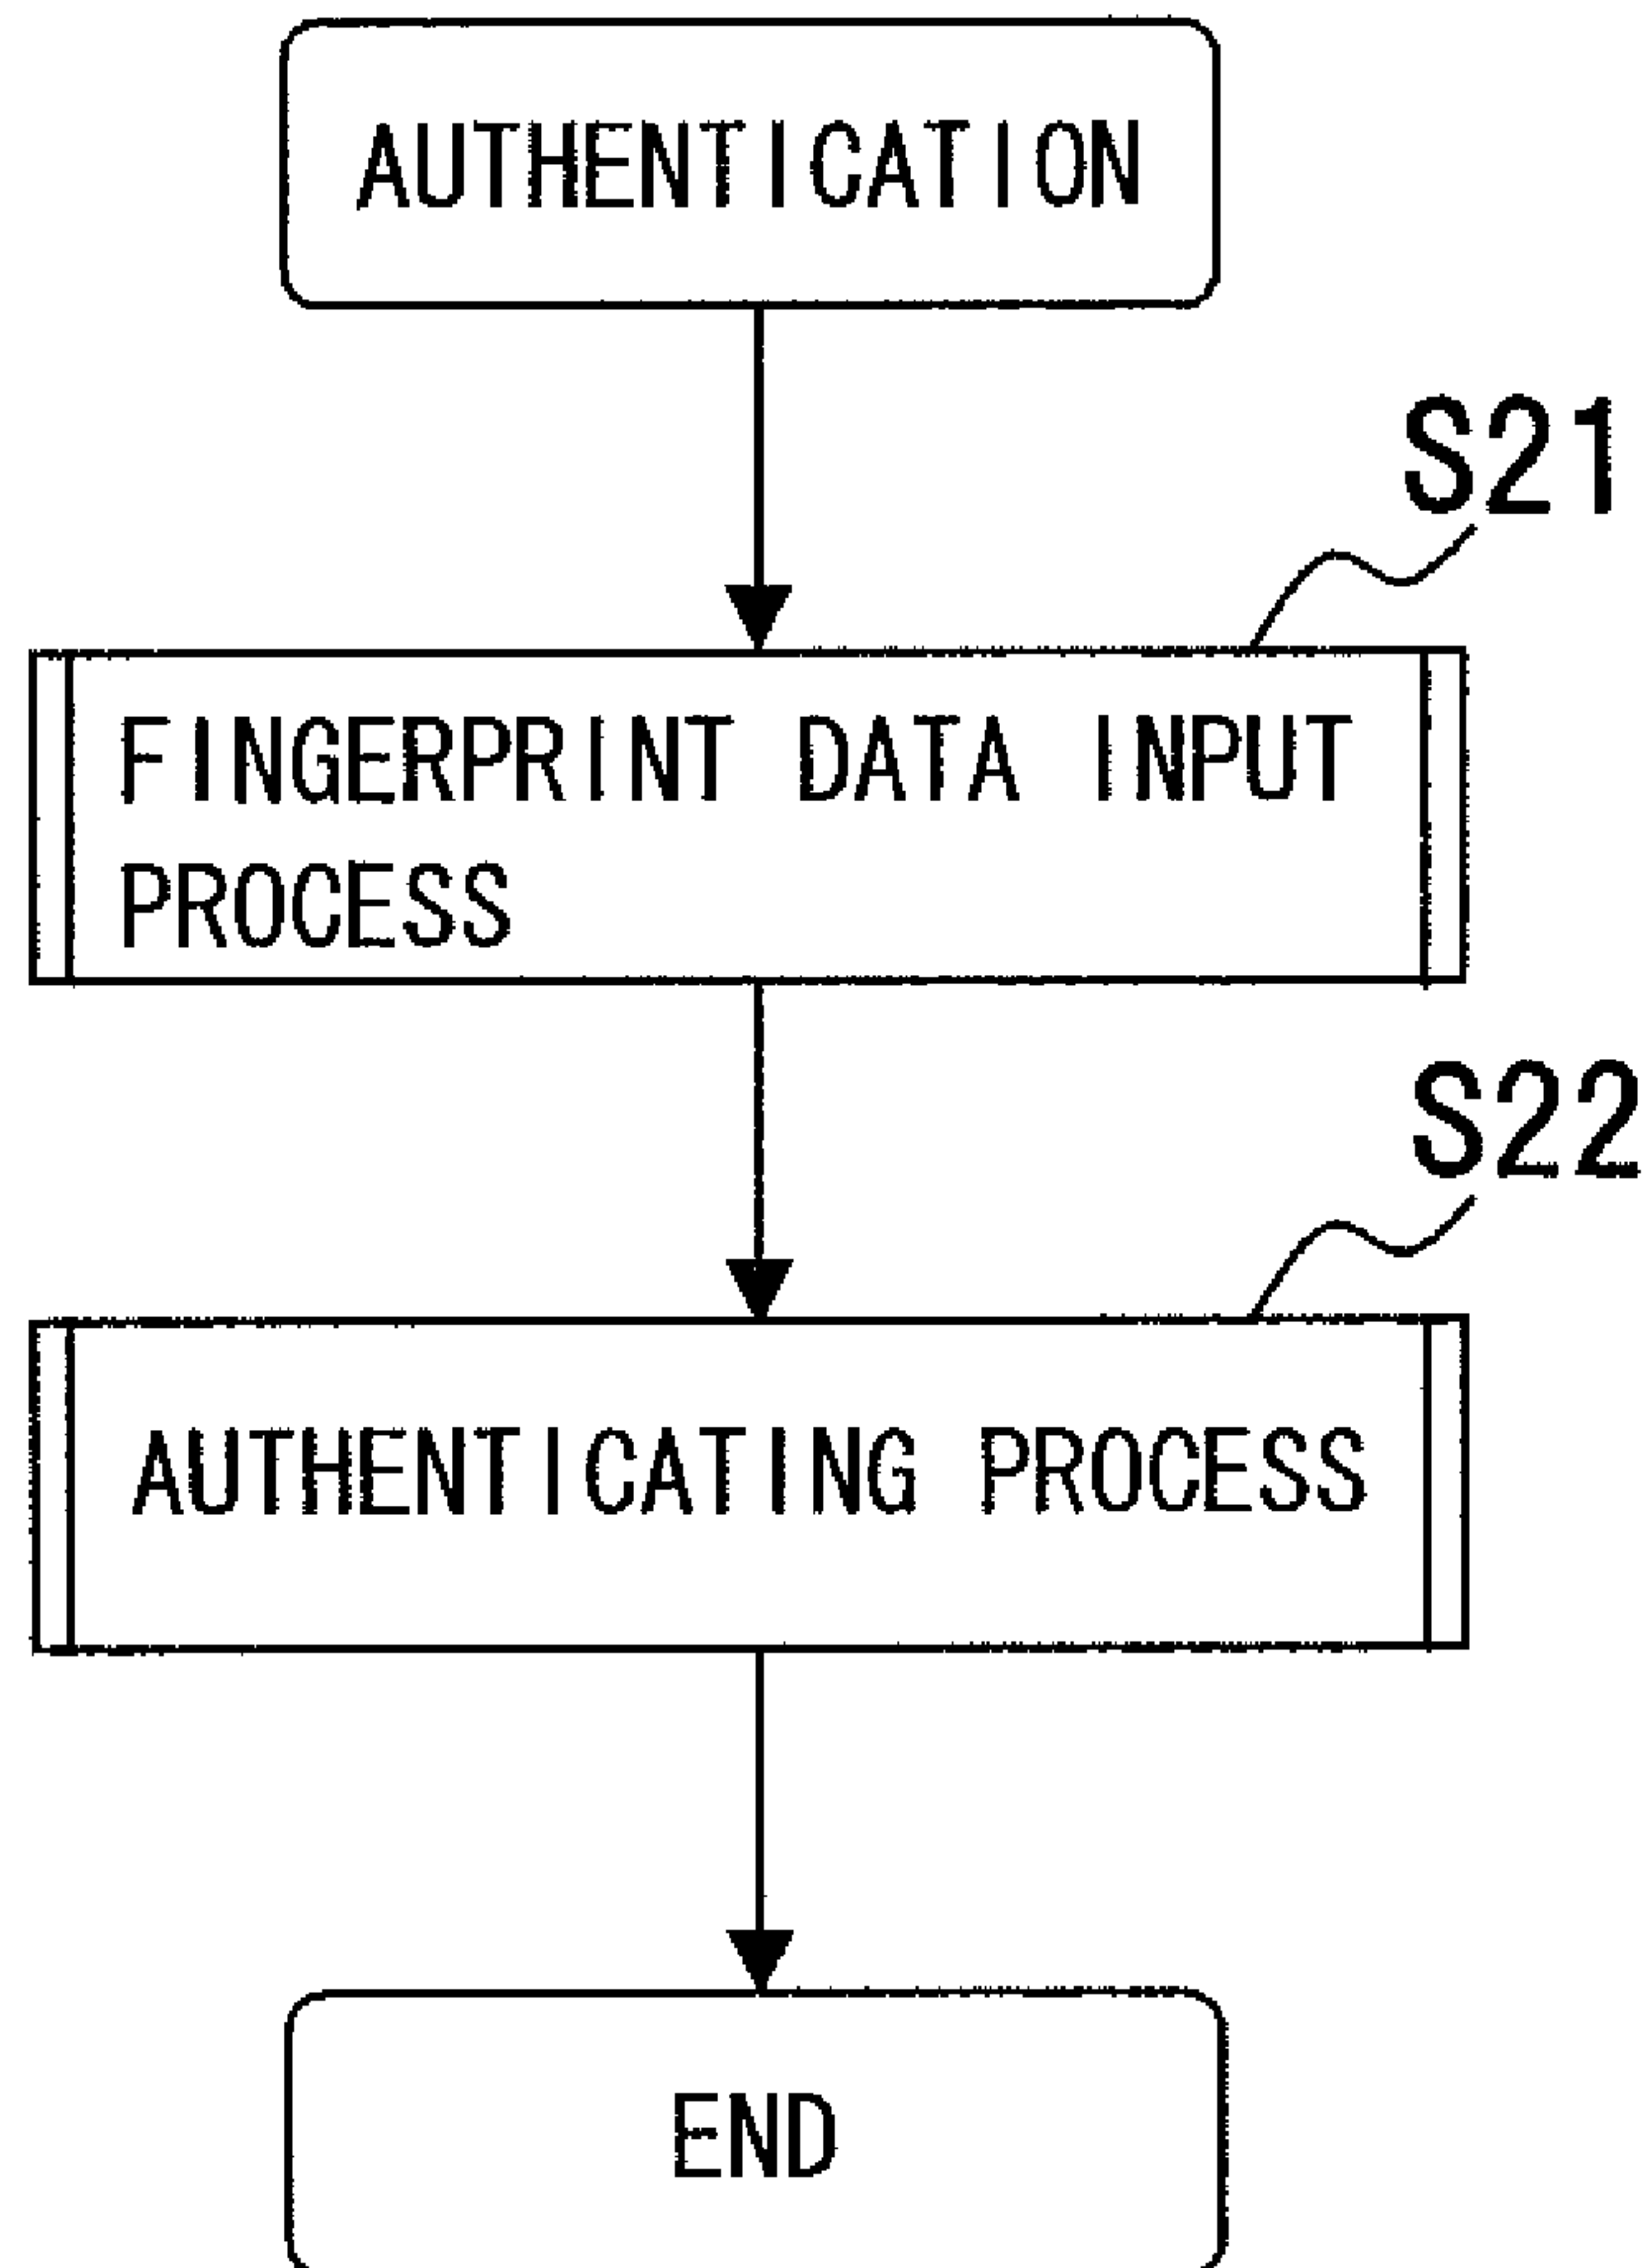 AUTHENTICATION
S21
FINGERPRINT DATA INPUT
PROCESS
S22
AUTHENTICATING PROCESS
END